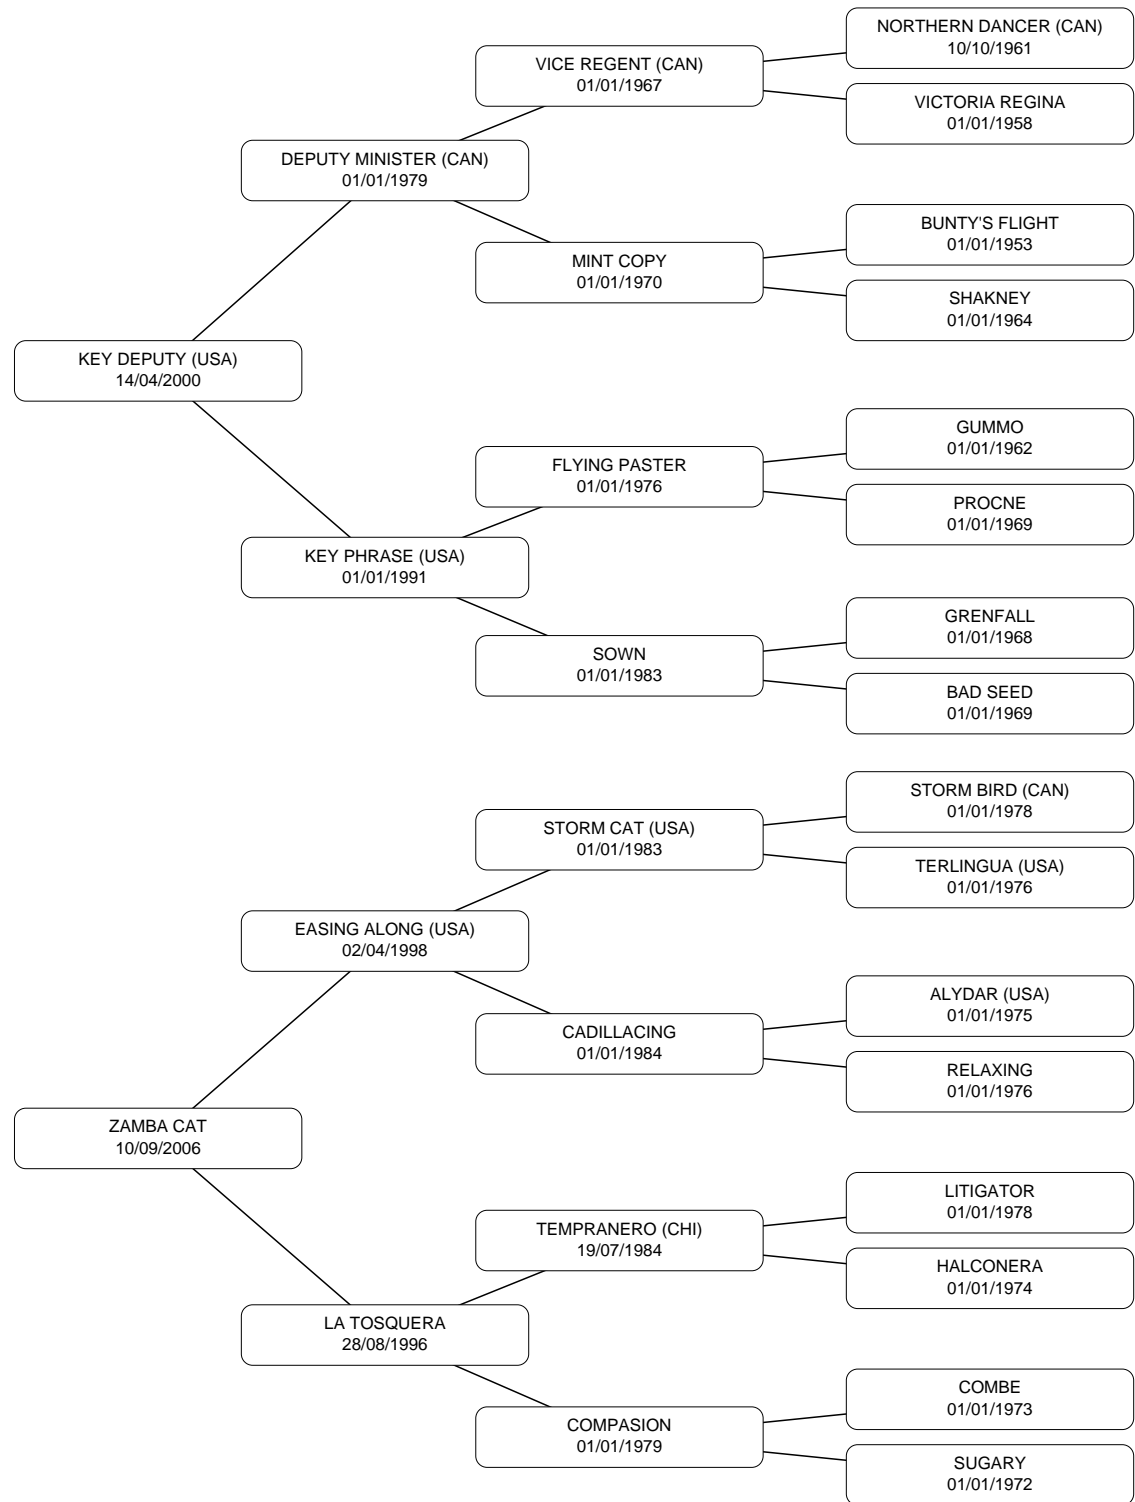 NORTHERN DANCER (CAN)
10/10/1961
VICE REGENT (CAN)
01/01/1967
VICTORIA REGINA
01/01/1958
DEPUTY MINISTER (CAN)
01/01/1979
BUNTY'S FLIGHT
01/01/1953
MINT COPY
01/01/1970
SHAKNEY
01/01/1964
KEY DEPUTY (USA)
14/04/2000
GUMMO
01/01/1962
FLYING PASTER
01/01/1976
PROCNE
01/01/1969
KEY PHRASE (USA)
01/01/1991
GRENFALL
01/01/1968
SOWN
01/01/1983
BAD SEED
01/01/1969
STORM BIRD (CAN)
01/01/1978
STORM CAT (USA)
01/01/1983
TERLINGUA (USA)
01/01/1976
EASING ALONG (USA)
02/04/1998
ALYDAR (USA)
01/01/1975
CADILLACING
01/01/1984
RELAXING
01/01/1976
ZAMBA CAT
10/09/2006
LITIGATOR
01/01/1978
TEMPRANERO (CHI)
19/07/1984
HALCONERA
01/01/1974
LA TOSQUERA
28/08/1996
COMBE
01/01/1973
COMPASION
01/01/1979
SUGARY
01/01/1972